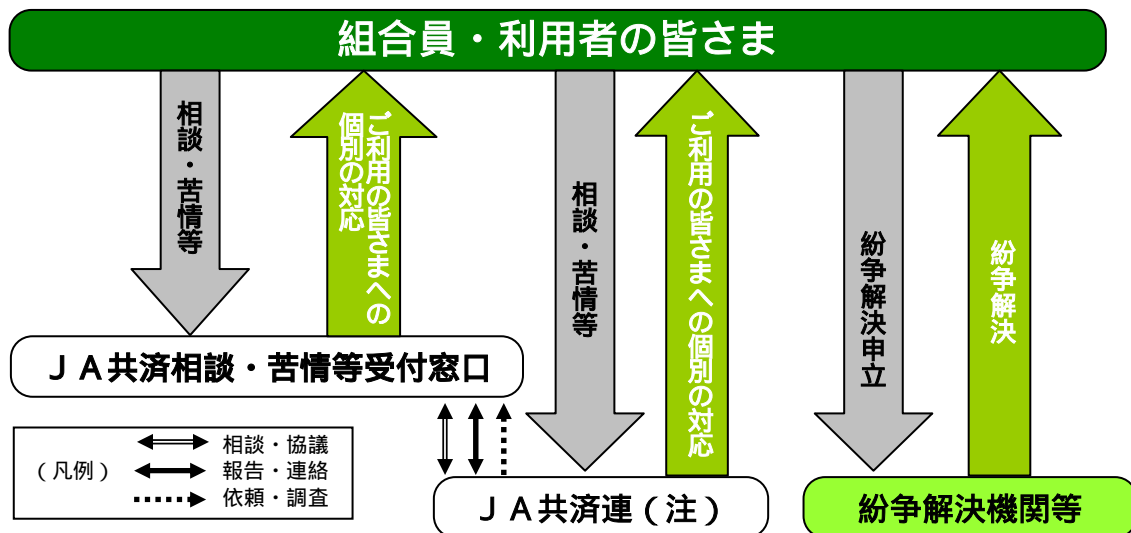 組合員・利用者の皆さま
相談・苦情等
ご利用の皆さまへの
個別の対応
相談・苦情等
ご利用の皆さまへの個別の対応
紛争解決申立
紛争解決
ＪＡ共済相談・苦情等受付窓口
（凡例）
相談・協議
報告・連絡
依頼・調査
ＪＡ共済連（注）
紛争解決機関等